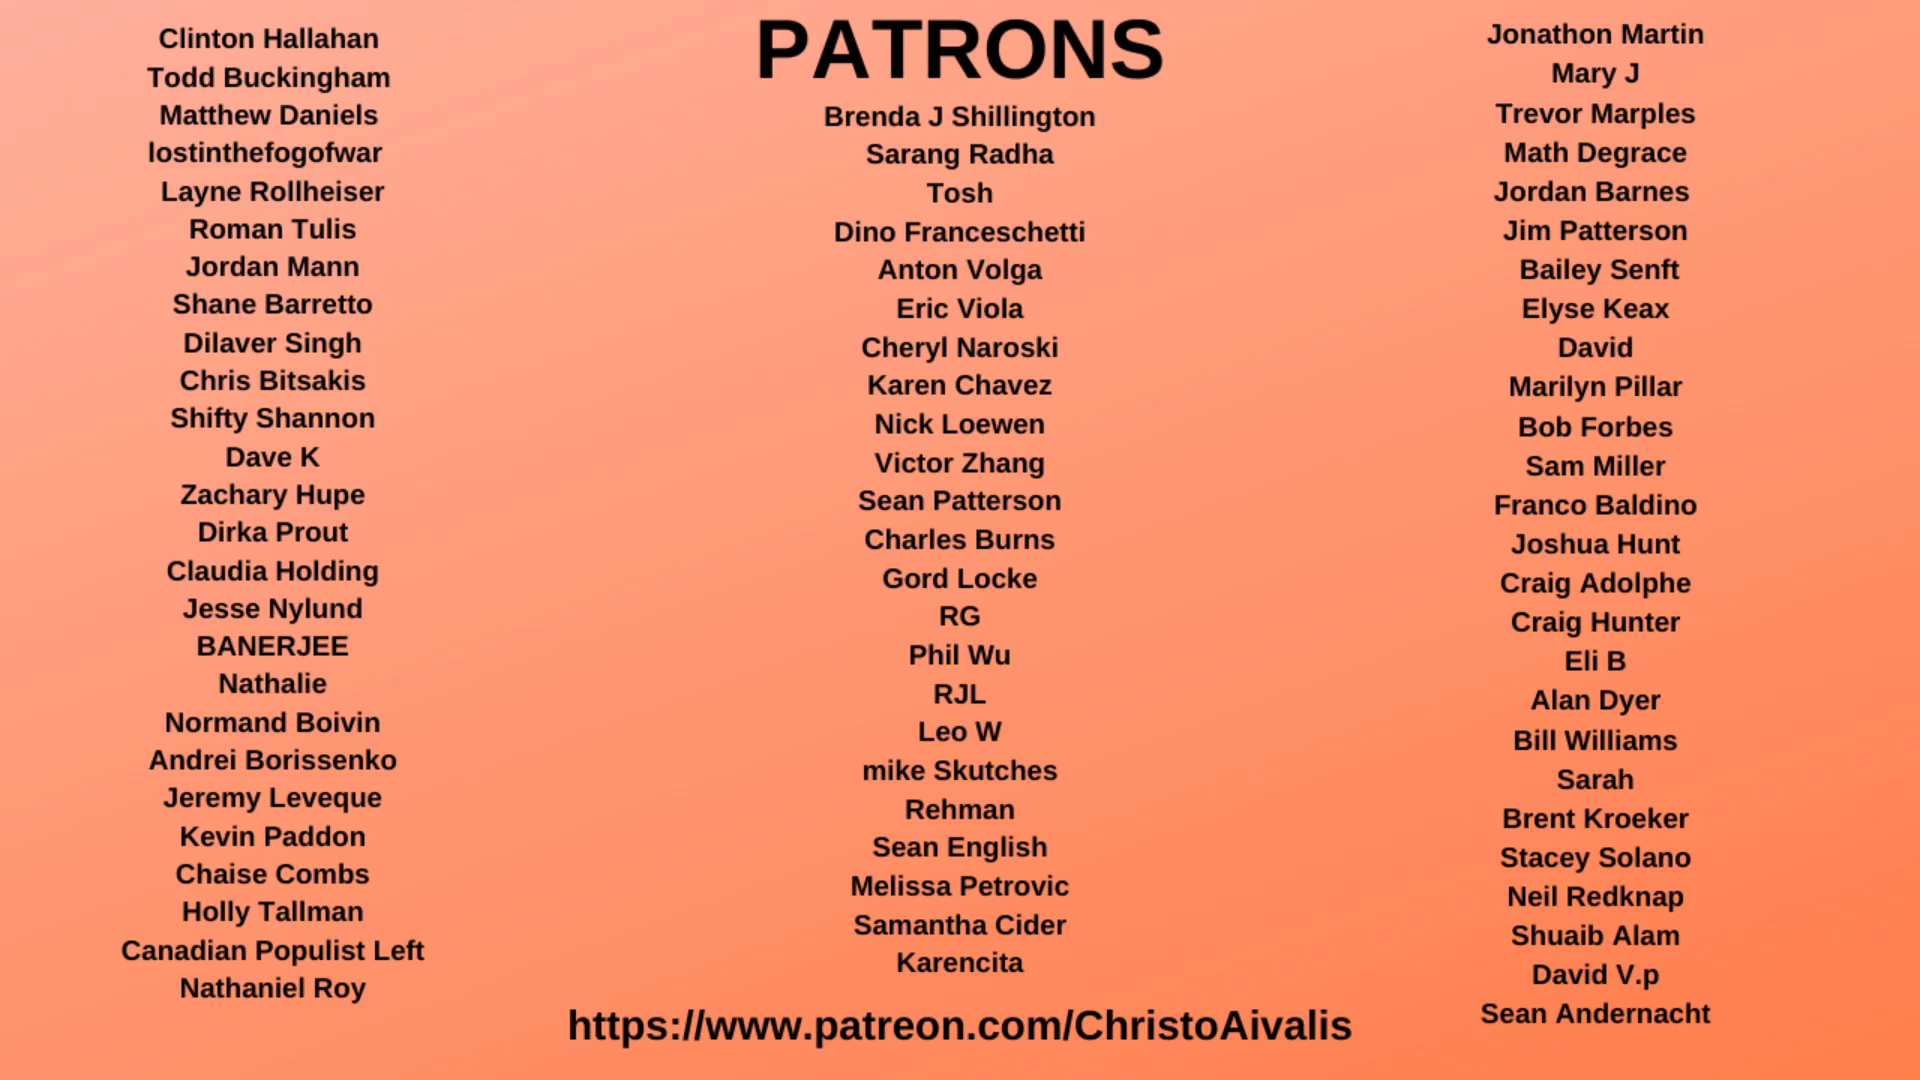 Clinton Hallahan
Todd Buckingham
Matthew Daniels
lostinthefogofwar
Layne Rollheiser
Roman Tulis
Jordan Mann
Shane Barretto
Dilaver Singh
Chris Bitsakis
Shifty Shannon
Dave K
Zachary Hupe
Dirka Prout
Claudia Holding
Jesse Nylund
BANERJEE
Nathalie
Normand Boivin
Andrei Borissenko
Jeremy Leveque
Kevin Paddon
Chaise Combs
Holly Tallman
Canadian Populist Left
Nathaniel Roy
PATRONS
Brenda J Shillington
Sarang Radha
Tosh
Dino Franceschetti
Anton Volga
Eric Viola
Cheryl Naroski
Karen Chavez
Nick Loewen
Victor Zhang
Sean Patterson
Charles Burns
Gord Locke
RG
Phil Wu
RJL
Leo W
mike Skutches
Rehman
Sean English
Melissa Petrovic
Samantha Cider
Karencita
https://www.patreon.com/ChristoAivalis
Jonathon Martin
Mary J
Trevor Marples
Math Degrace
Jordan Barnes
Jim Patterson
Bailey Senft
Elyse Keax
David
Marilyn Pillar
Bob Forbes
Sam Miller
Franco Baldino
Joshua Hunt
Craig Adolphe
Craig Hunter
Eli B
Alan Dyer
Bill Williams
Sarah
Brent Kroeker
Stacey Solano
Neil Redknap
Shuaib Alam
David V.p
Sean Andernacht